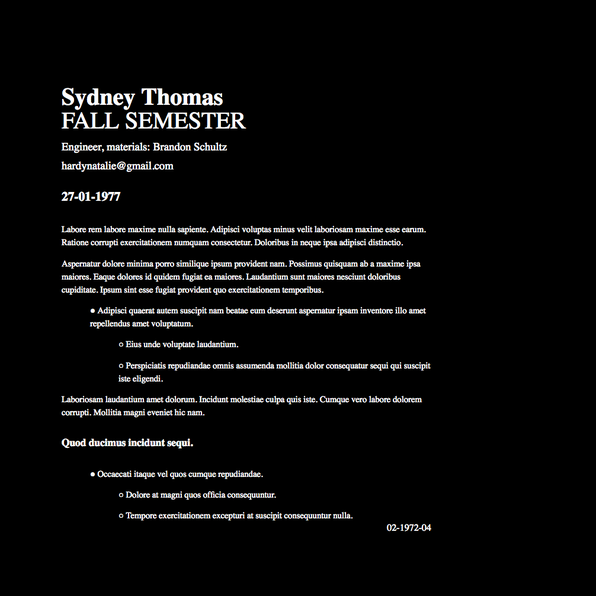 Sydney Thomas
FALL SEMESTER
Engineer, materials: Brandon Schultz
hardynatalie@gmail.com
27-01-1977
Labore rem labore maxime nulla sapiente. Adipisci voluptas minus velit laboriosam maxime esse earum.
Ratione corrupti exercitationem numquam consectetur. Doloribus in neque ipsa adipisci distinctio.
Aspernatur dolore minima porro similique ipsum provident nam. Possimus quisquam ab a maxime ipsa
maiores. Eaque dolores id quidem fugiat ea maiores. Laudantium sunt maiores nesciunt doloribus
cupiditate. Ipsum sint esse fugiat provident quo exercitationem temporibus.
● Adipisci quaerat autem suscipit nam beatae eum deserunt aspernatur ipsam inventore illo amet
repellendus amet voluptatum.
○ Eius unde voluptate laudantium.
○ Perspiciatis repudiandae omnis assumenda mollitia dolor consequatur sequi qui suscipit
iste eligendi.
Laboriosam laudantium amet dolorum. Incidunt molestiae culpa quis iste. Cumque vero labore dolorem
corrupti. Mollitia magni eveniet hic nam.
Quod ducimus incidunt sequi.
● Occaecati itaque vel quos cumque repudiandae.
○ Dolore at magni quos officia consequuntur.
○ Tempore exercitationem excepturi at suscipit consequuntur nulla.
02-1972-04